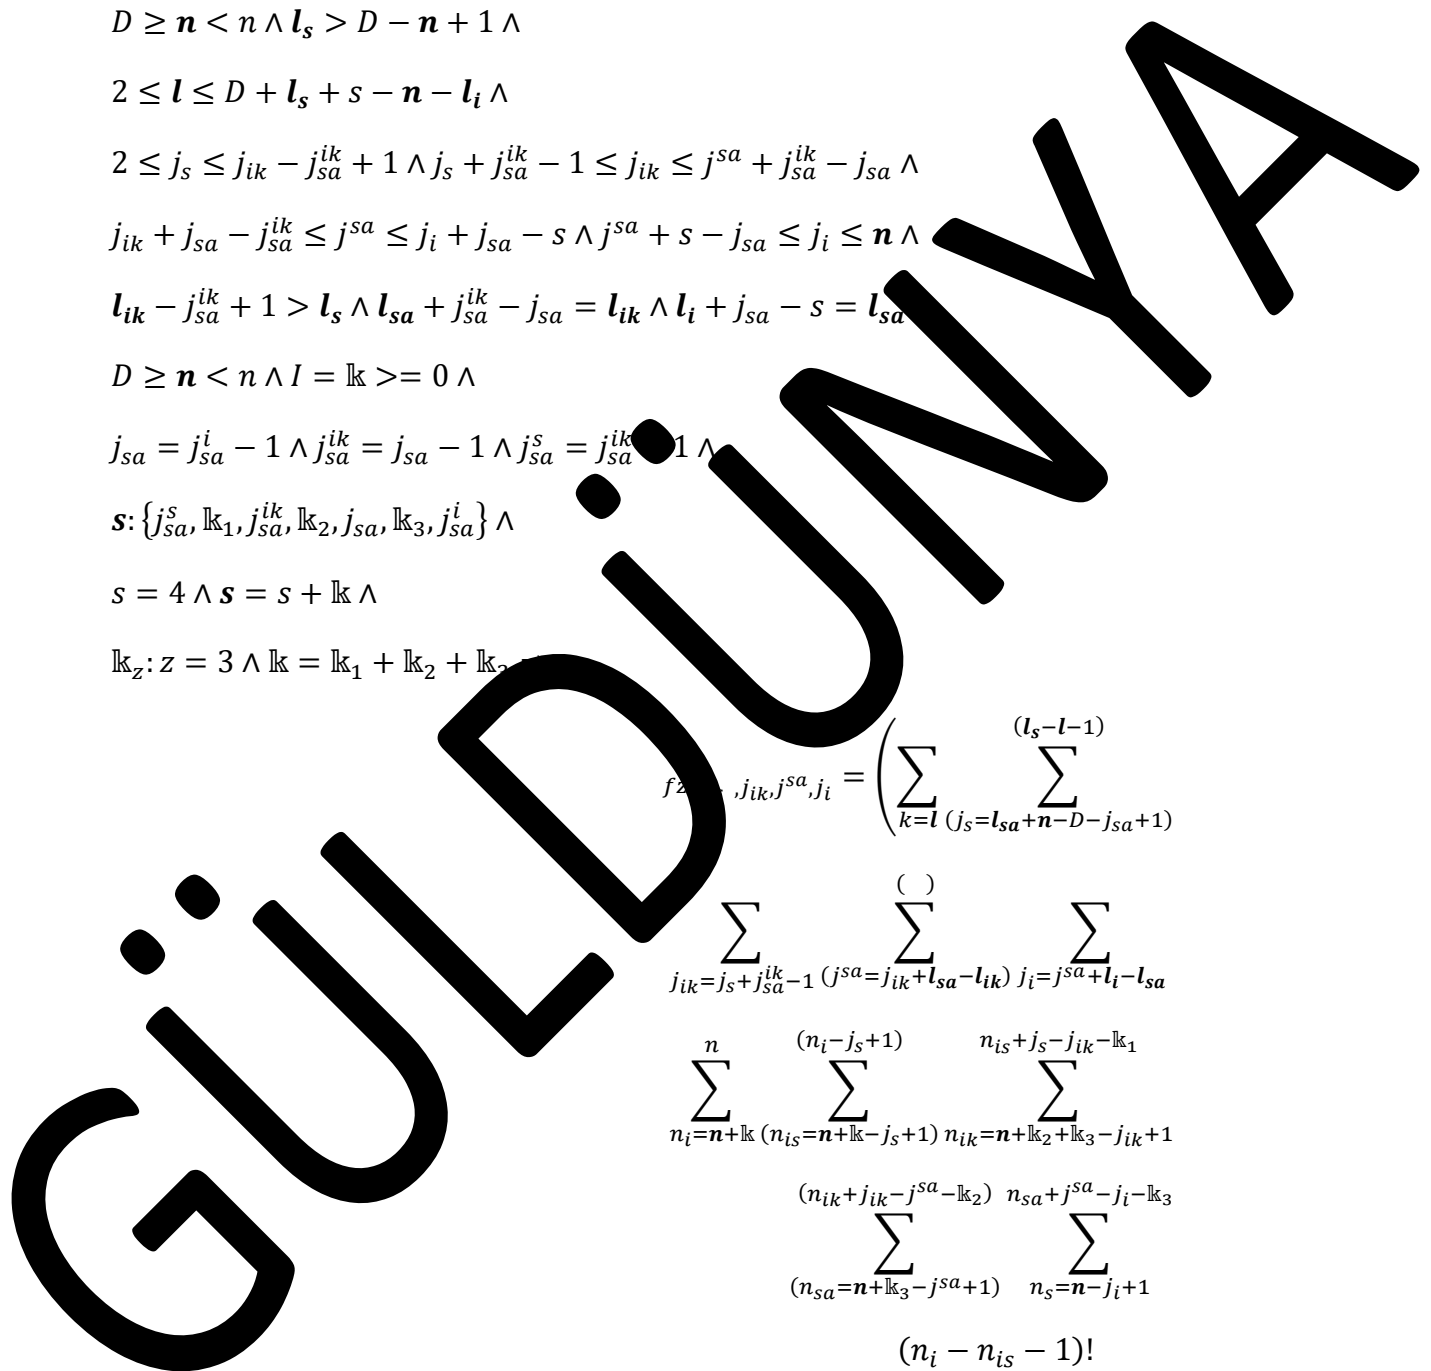 D ≥ n < n ∧ l_s > D − n + 1 ∧
2 ≤ l ≤ D + l_s + s − n − l_i ∧
2 ≤ j_s ≤ j_{ik} − j_{sa}^{ik} + 1 ∧ j_s + j_{sa}^{ik} − 1 ≤ j_{ik} ≤ j^{sa} + j_{sa}^{ik} − j_{sa} ∧
j_{ik} + j_{sa} − j_{sa}^{ik} ≤ j^{sa} ≤ j_i + j_{sa} − s ∧ j^{sa} + s − j_{sa} ≤ j_i ≤ n ∧
l_{ik} − j_{sa}^{ik} + 1 > l_s ∧ l_{sa} + j_{sa}^{ik} − j_{sa} = l_{ik} ∧ l_i + j_{sa} − s = l_{sa}
D ≥ n < n ∧ I = 𝕜 >= 0 ∧
j_{sa} = j_{sa}^i − 1 ∧ j_{sa}^{ik} = j_{sa} − 1 ∧ j_{sa}^s = j_{sa}^{ik} 1 ∧
s: {j_{sa}^s, 𝕜_1, j_{sa}^{ik}, 𝕜_2, j_{sa}, 𝕜_3, j_{sa}^i} ∧
s = 4 ∧ s = s + 𝕜 ∧
𝕜_z: z = 3 ∧ 𝕜 = 𝕜_1 + 𝕜_2 + 𝕜_3
,j_{ik},j^{sa},j_i = ( ∑_{k=l} ∑_{(j_s=l_{sa}+n−D−j_{sa}+1)}^{(l_s−l−1)}
∑_{j_{ik}=j_s+j_{sa}^{ik}−1} ∑_{(j^{sa}=j_{ik}+l_{sa}−l_{ik})}^{( )} ∑_{j_i=j^{sa}+l_i−l_{sa}}
∑_{n_i=n+𝕜}^{n} ∑_{(n_{is}=n+𝕜−j_s+1)}^{(n_i−j_s+1)} ∑_{n_{ik}=n+𝕜_2+𝕜_3−j_{ik}+1}^{n_{is}+j_s−j_{ik}−𝕜_1}
∑_{(n_{sa}=n+𝕜_3−j^{sa}+1)}^{(n_{ik}+j_{ik}−j^{sa}−𝕜_2)} ∑_{n_s=n−j_i+1}^{n_{sa}+j^{sa}−j_i−𝕜_3}
(n_i − n_{is} − 1)!
GÜLDÜNYA